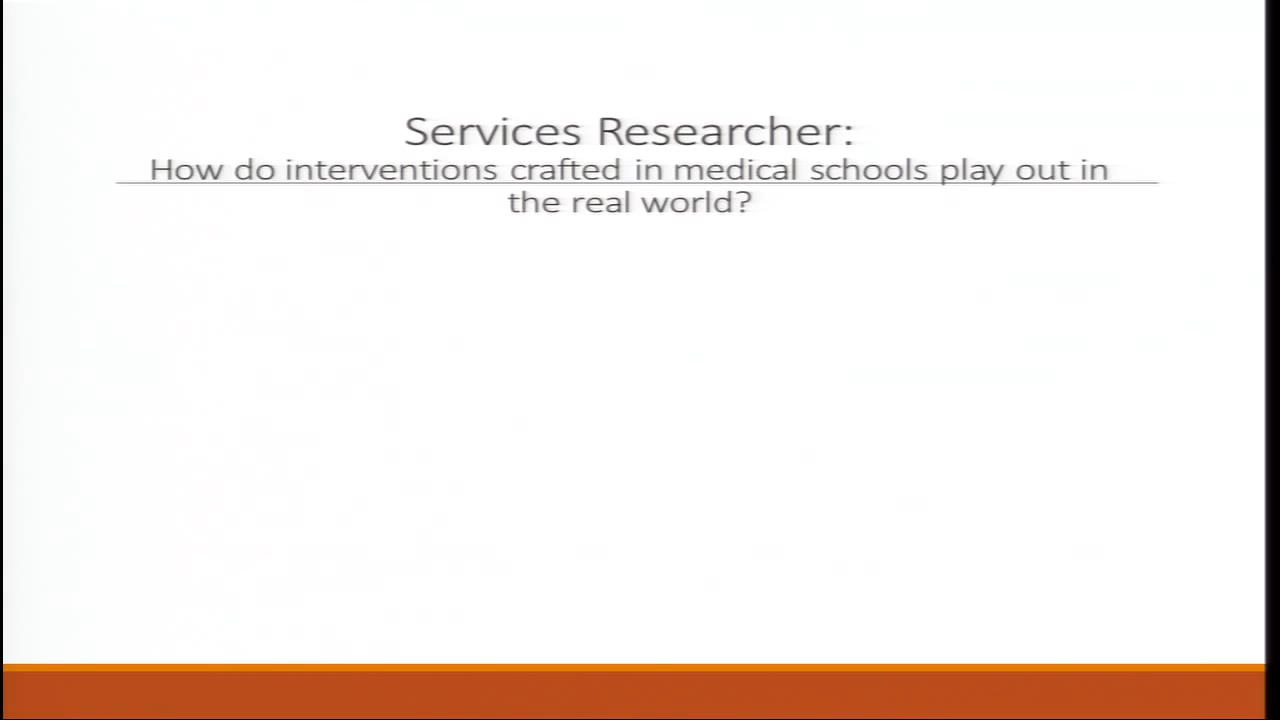 Services Researcher:
How do interventions crafted in medical schools play out in
the real world?